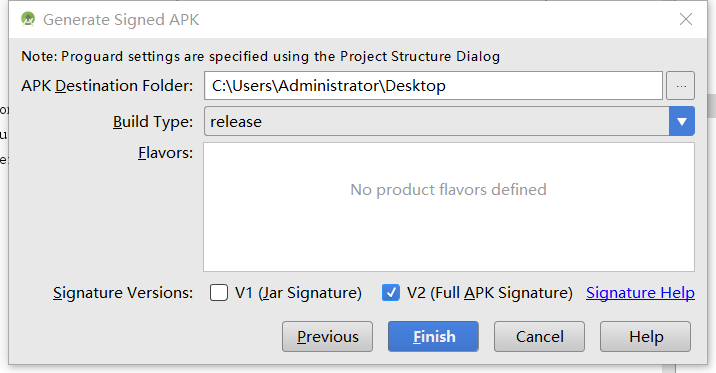 Generate Signed APK
Note: Proguard settings are specified using the Project Structure Dialog
APK Destination Folder: C:\Users\Administrator\Desktop ...
Build Type: release
Flavors:
No product flavors defined
Signature Versions: V1 (Jar Signature) V2 (Full APK Signature) Signature Help
Previous Finish Cancel Help